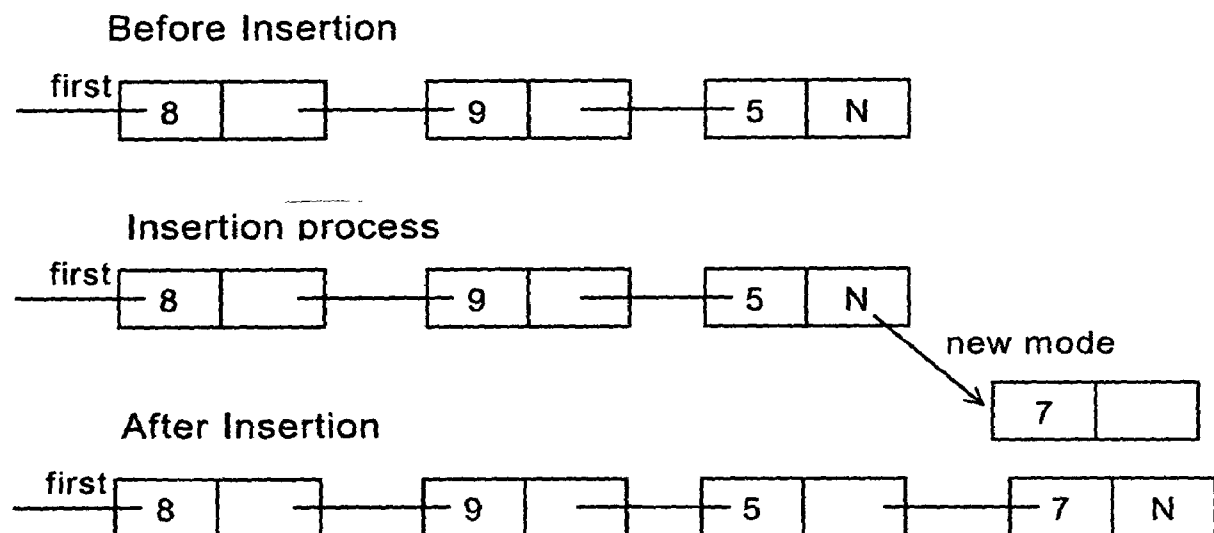 Before Insertion
first
8 9 5 N
Insertion process
first
8 9 5 N
new mode
7
After Insertion
first
8 9 5 7 N